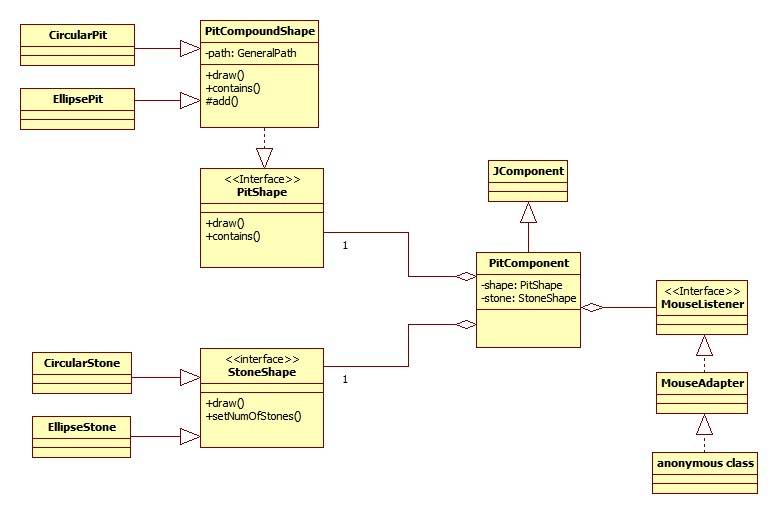 CircularPit
EllipsePit
PitCompoundShape
-path: GeneralPath
+draw()
+contains()
#add()
<<Interface>>
PitShape
+draw()
+contains()
1
JComponent
PitComponent
-shape: PitShape
-stone: StoneShape
<<Interface>>
MouseListener
MouseAdapter
anonymous class
CircularStone
EllipseStone
<<interface>>
StoneShape
+draw()
+setNumOfStones()
1